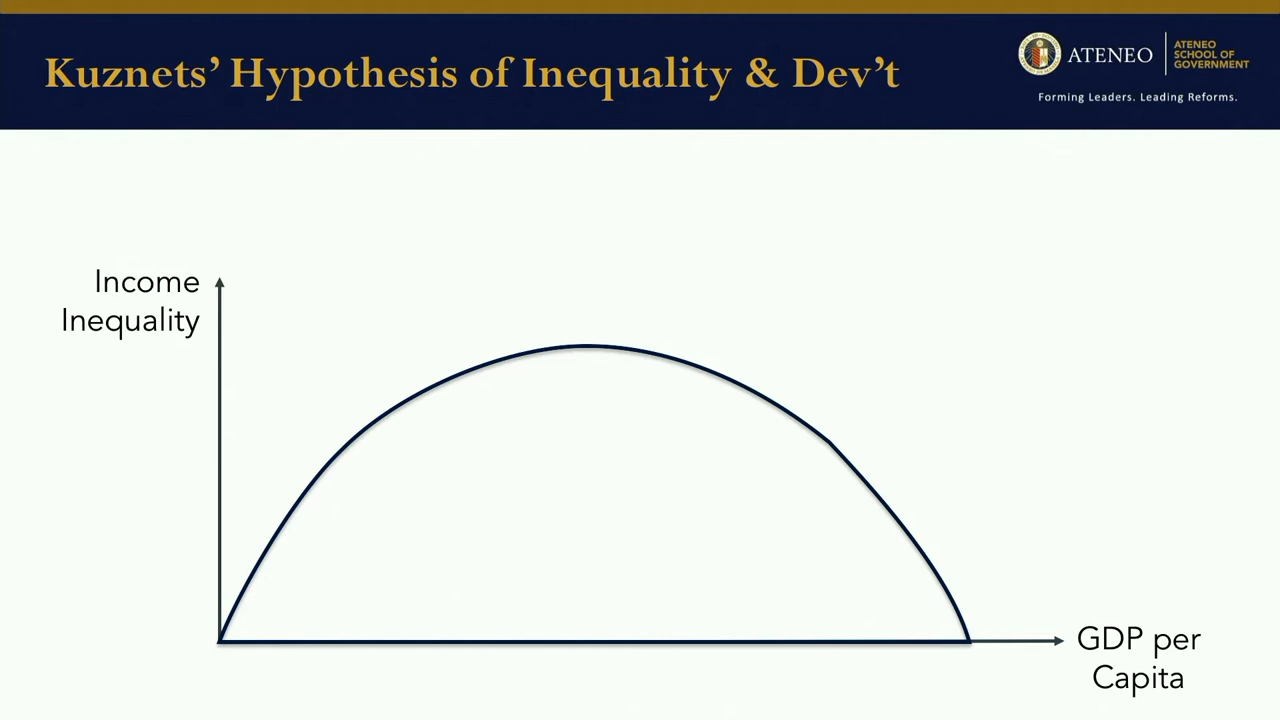 Kuznets’ Hypothesis of Inequality & Dev’t
ATENEO
ATENEO
SCHOOL OF
GOVERNMENT
Forming Leaders. Leading Reforms.
Income
Inequality
GDP per
Capita